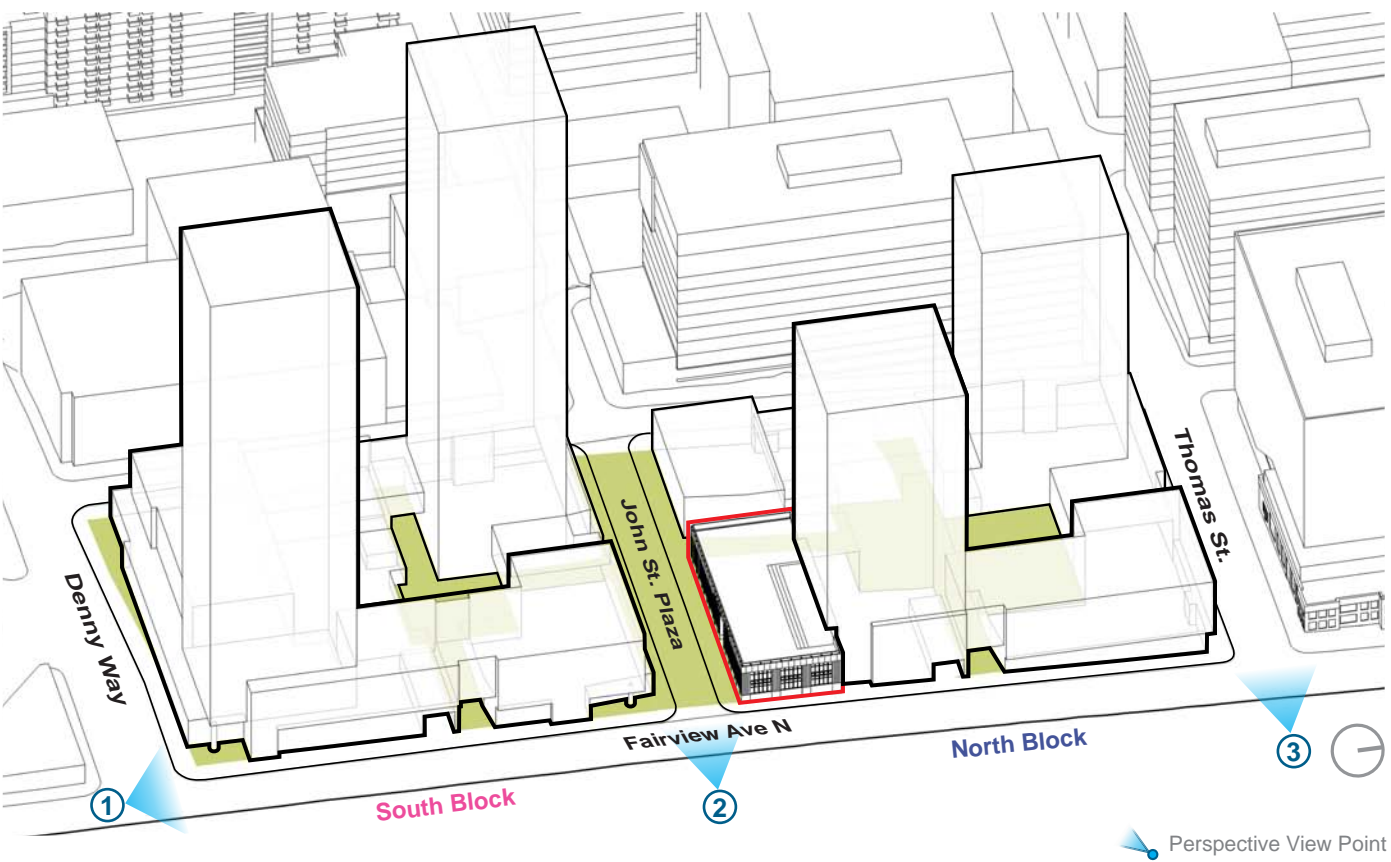 Thomas St.
John St. Plaza
Denny Way
Fairview Ave N
North Block
South Block
1
2
3
Perspective View Point